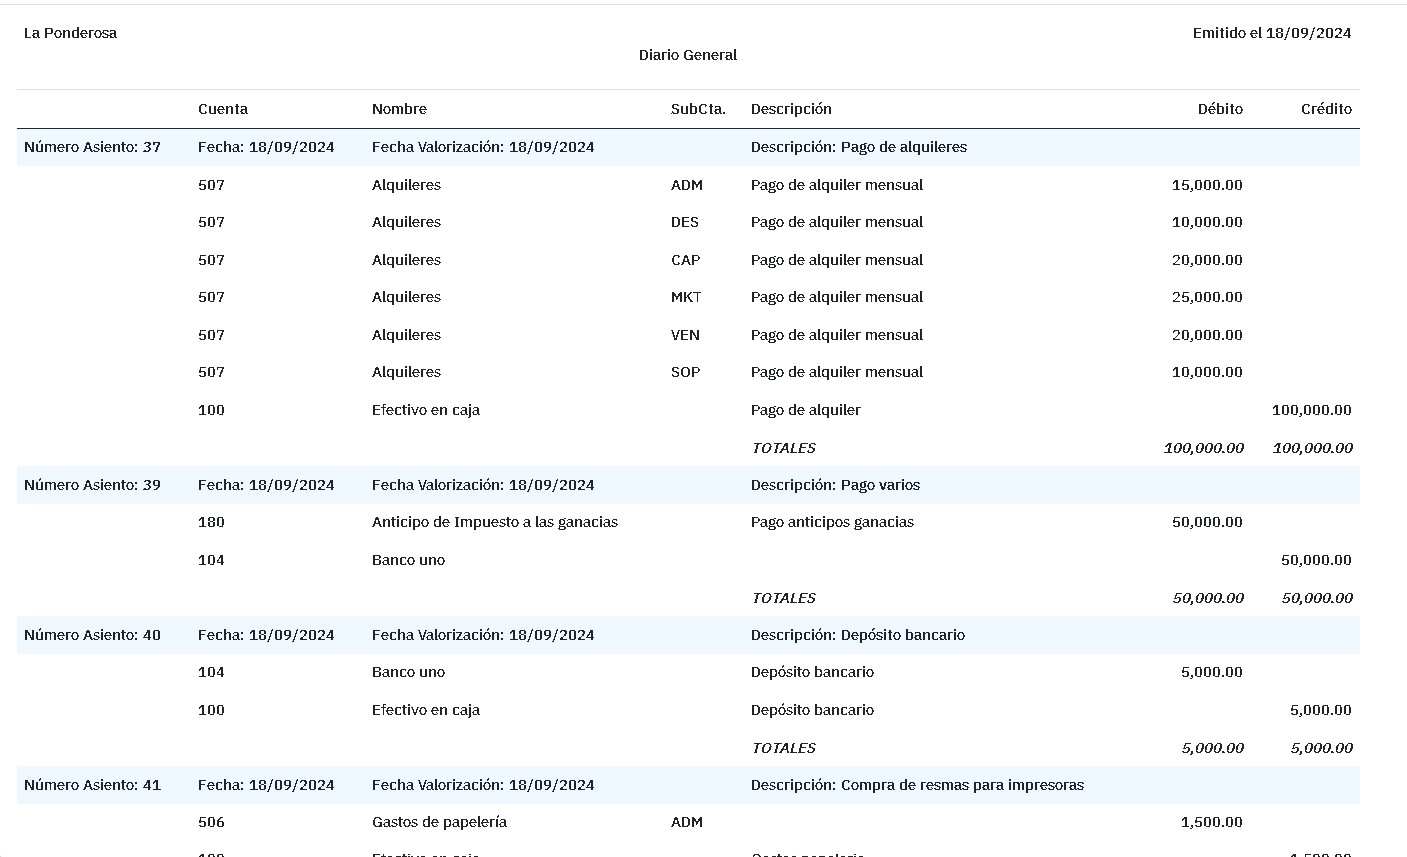 La Ponderosa Emitido el 18/09/2024
Diario General
Cuenta Nombre SubCta. Descripción Débito Crédito
Número Asiento: 37 Fecha: 18/09/2024 Fecha Valorización: 18/09/2024 Descripción: Pago de alquileres
507 Alquileres ADM Pago de alquiler mensual 15,000.00
507 Alquileres DES Pago de alquiler mensual 10,000.00
507 Alquileres CAP Pago de alquiler mensual 20,000.00
507 Alquileres MKT Pago de alquiler mensual 25,000.00
507 Alquileres VEN Pago de alquiler mensual 20,000.00
507 Alquileres SOP Pago de alquiler mensual 10,000.00
100 Efectivo en caja Pago de alquiler 100,000.00
TOTALES 100,000.00 100,000.00
Número Asiento: 39 Fecha: 18/09/2024 Fecha Valorización: 18/09/2024 Descripción: Pago varios
180 Anticipo de Impuesto a las ganacias Pago anticipos ganacias 50,000.00
104 Banco uno 50,000.00
TOTALES 50,000.00 50,000.00
Número Asiento: 40 Fecha: 18/09/2024 Fecha Valorización: 18/09/2024 Descripción: Depósito bancario
104 Banco uno Depósito bancario 5,000.00
100 Efectivo en caja Depósito bancario 5,000.00
TOTALES 5,000.00 5,000.00
Número Asiento: 41 Fecha: 18/09/2024 Fecha Valorización: 18/09/2024 Descripción: Compra de resmas para impresoras
506 Gastos de papelería ADM 1,500.00